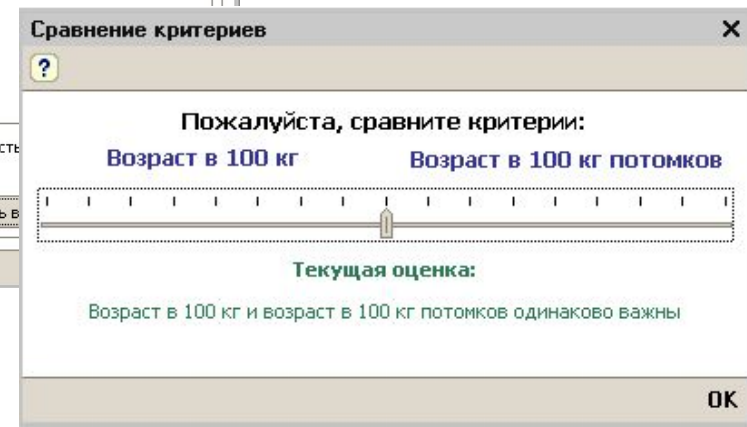 Сравнение критериев
?
Пожалуйста, сравните критерии:
Возраст в 100 кг
Возраст в 100 кг потомков
Текущая оценка:
Возраст в 100 кг и возраст в 100 кг потомков одинаково важны
OK